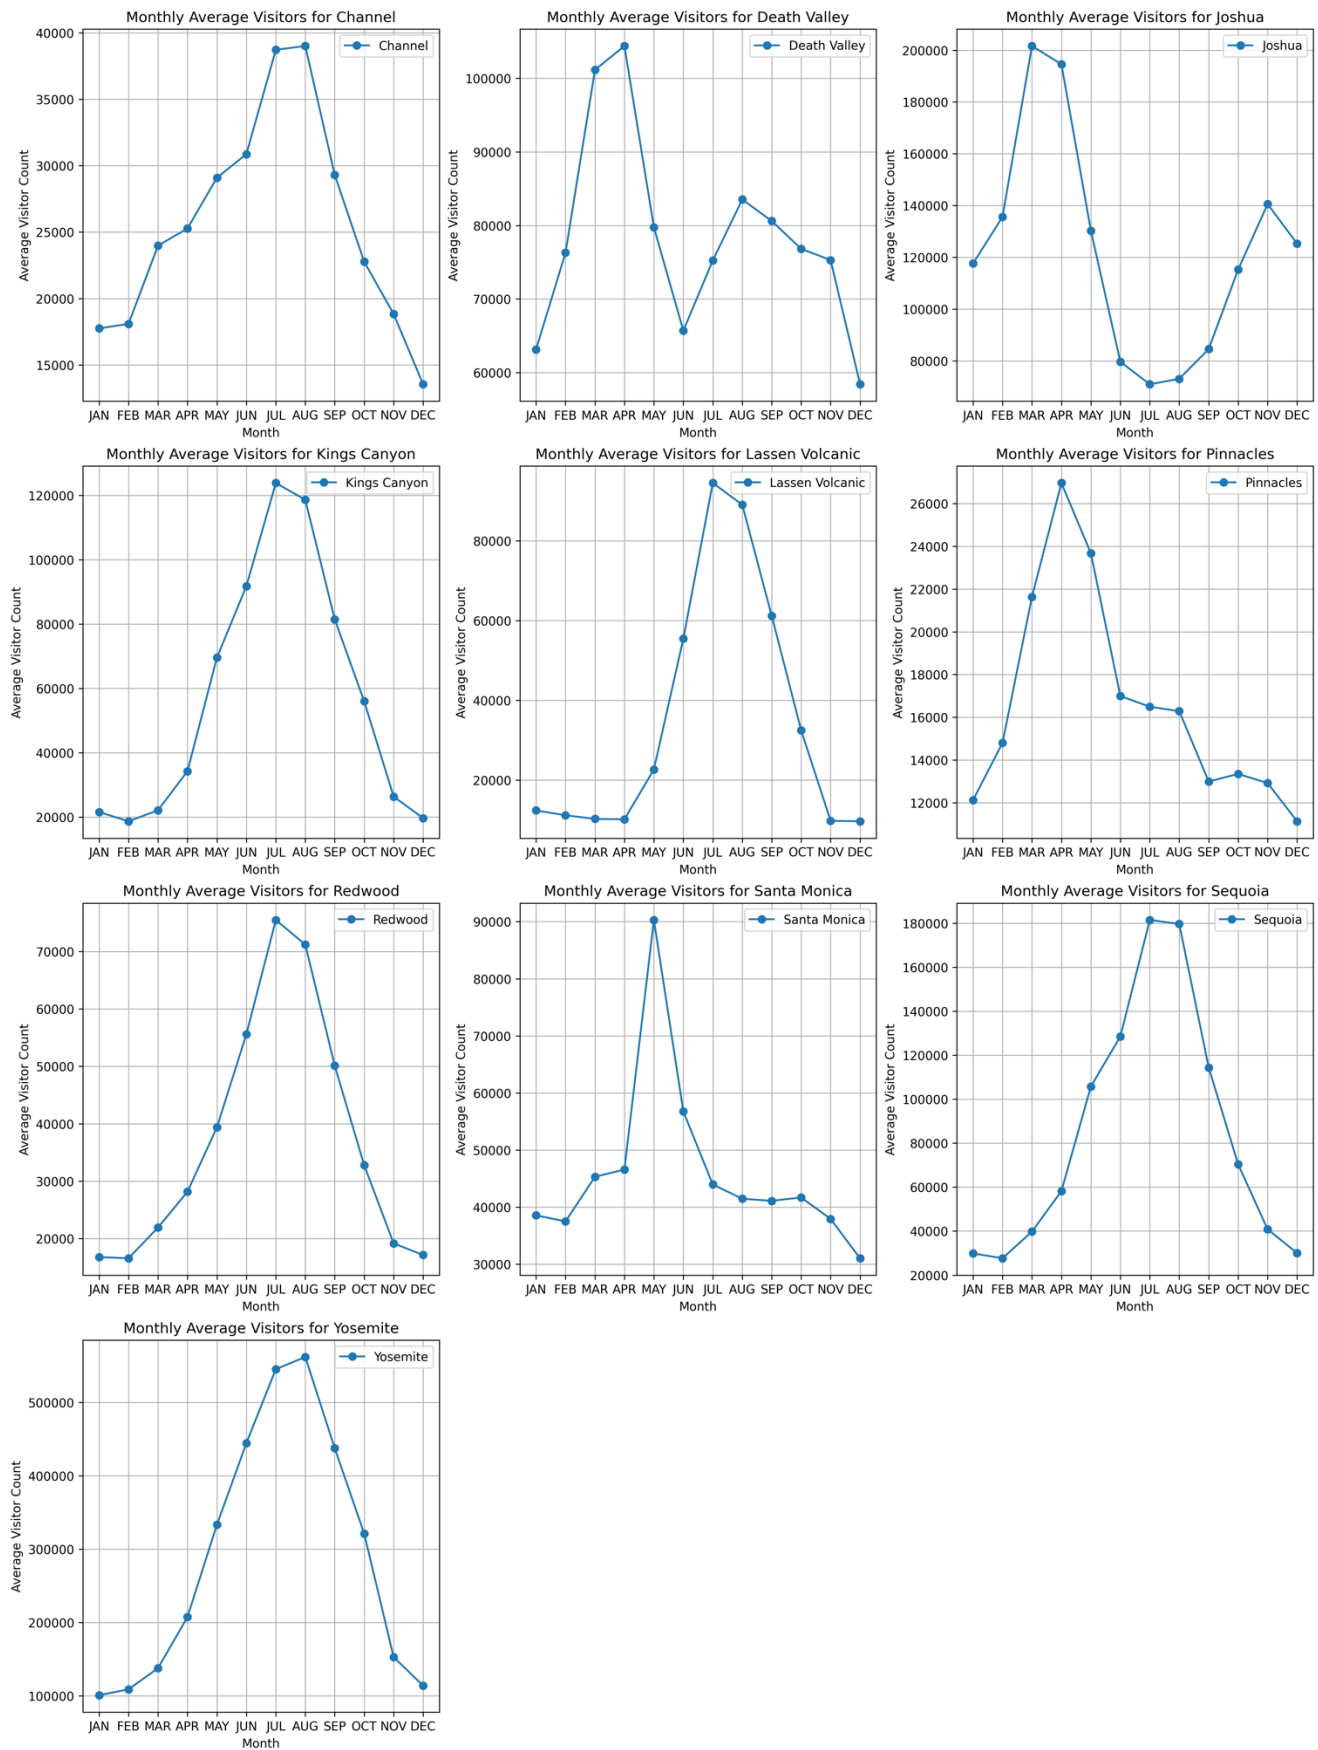 Monthly Average Visitors for Channel
Channel
40000
35000
30000
25000
20000
15000
Average Visitor Count
JAN FEB MAR APR MAY JUN JUL AUG SEP OCT NOV DEC
Month
Monthly Average Visitors for Death Valley
Death Valley
100000
90000
80000
70000
60000
Average Visitor Count
JAN FEB MAR APR MAY JUN JUL AUG SEP OCT NOV DEC
Month
Monthly Average Visitors for Joshua
Joshua
200000
180000
160000
140000
120000
100000
80000
Average Visitor Count
JAN FEB MAR APR MAY JUN JUL AUG SEP OCT NOV DEC
Month
Monthly Average Visitors for Kings Canyon
Kings Canyon
120000
100000
80000
60000
40000
20000
Average Visitor Count
JAN FEB MAR APR MAY JUN JUL AUG SEP OCT NOV DEC
Month
Monthly Average Visitors for Lassen Volcanic
Lassen Volcanic
80000
60000
40000
20000
Average Visitor Count
JAN FEB MAR APR MAY JUN JUL AUG SEP OCT NOV DEC
Month
Monthly Average Visitors for Pinnacles
Pinnacles
26000
24000
22000
20000
18000
16000
14000
12000
Average Visitor Count
JAN FEB MAR APR MAY JUN JUL AUG SEP OCT NOV DEC
Month
Monthly Average Visitors for Redwood
Redwood
70000
60000
50000
40000
30000
20000
Average Visitor Count
JAN FEB MAR APR MAY JUN JUL AUG SEP OCT NOV DEC
Month
Monthly Average Visitors for Santa Monica
Santa Monica
90000
80000
70000
60000
50000
40000
30000
Average Visitor Count
JAN FEB MAR APR MAY JUN JUL AUG SEP OCT NOV DEC
Month
Monthly Average Visitors for Sequoia
Sequoia
180000
160000
140000
120000
100000
80000
60000
40000
20000
Average Visitor Count
JAN FEB MAR APR MAY JUN JUL AUG SEP OCT NOV DEC
Month
Monthly Average Visitors for Yosemite
Yosemite
500000
400000
300000
200000
100000
Average Visitor Count
JAN FEB MAR APR MAY JUN JUL AUG SEP OCT NOV DEC
Month